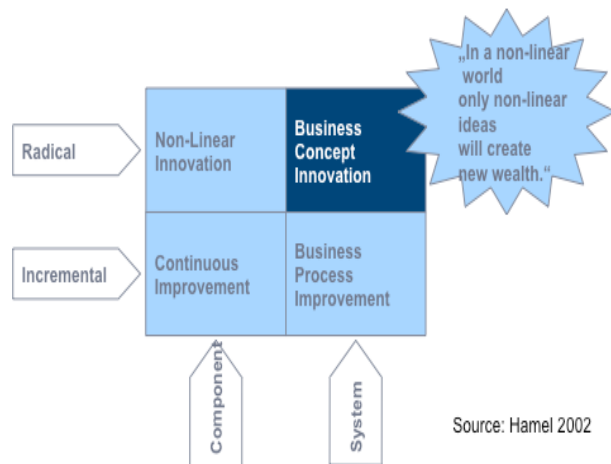 „In a non-linear
world
only non-linear
ideas
will create
new wealth.“
Radical
Non-Linear
Innovation
Business
Concept
Innovation
Incremental
Continuous
Improvement
Business
Process
Improvement
Component
System
Source: Hamel 2002